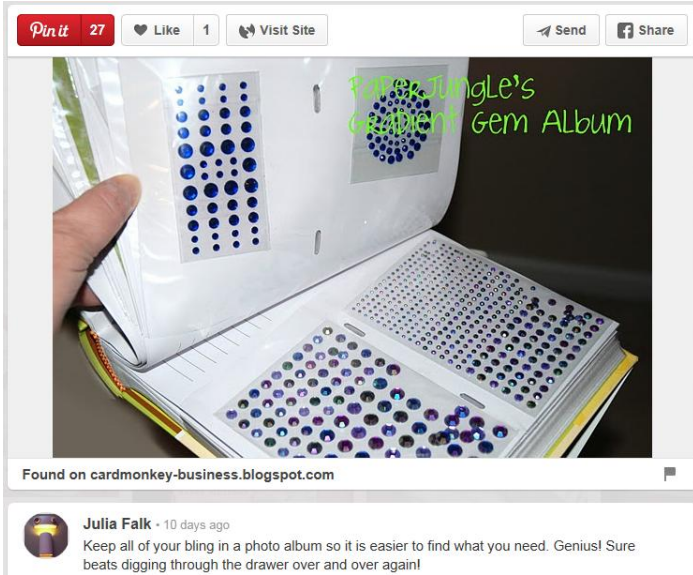 Pin it 27 Like 1 Visit Site Send Share
PaperJungle's
Gradient Gem Album
Found on cardmonkey-business.blogspot.com
Julia Falk • 10 days ago
Keep all of your bling in a photo album so it is easier to find what you need. Genius! Sure
beats digging through the drawer over and over again!